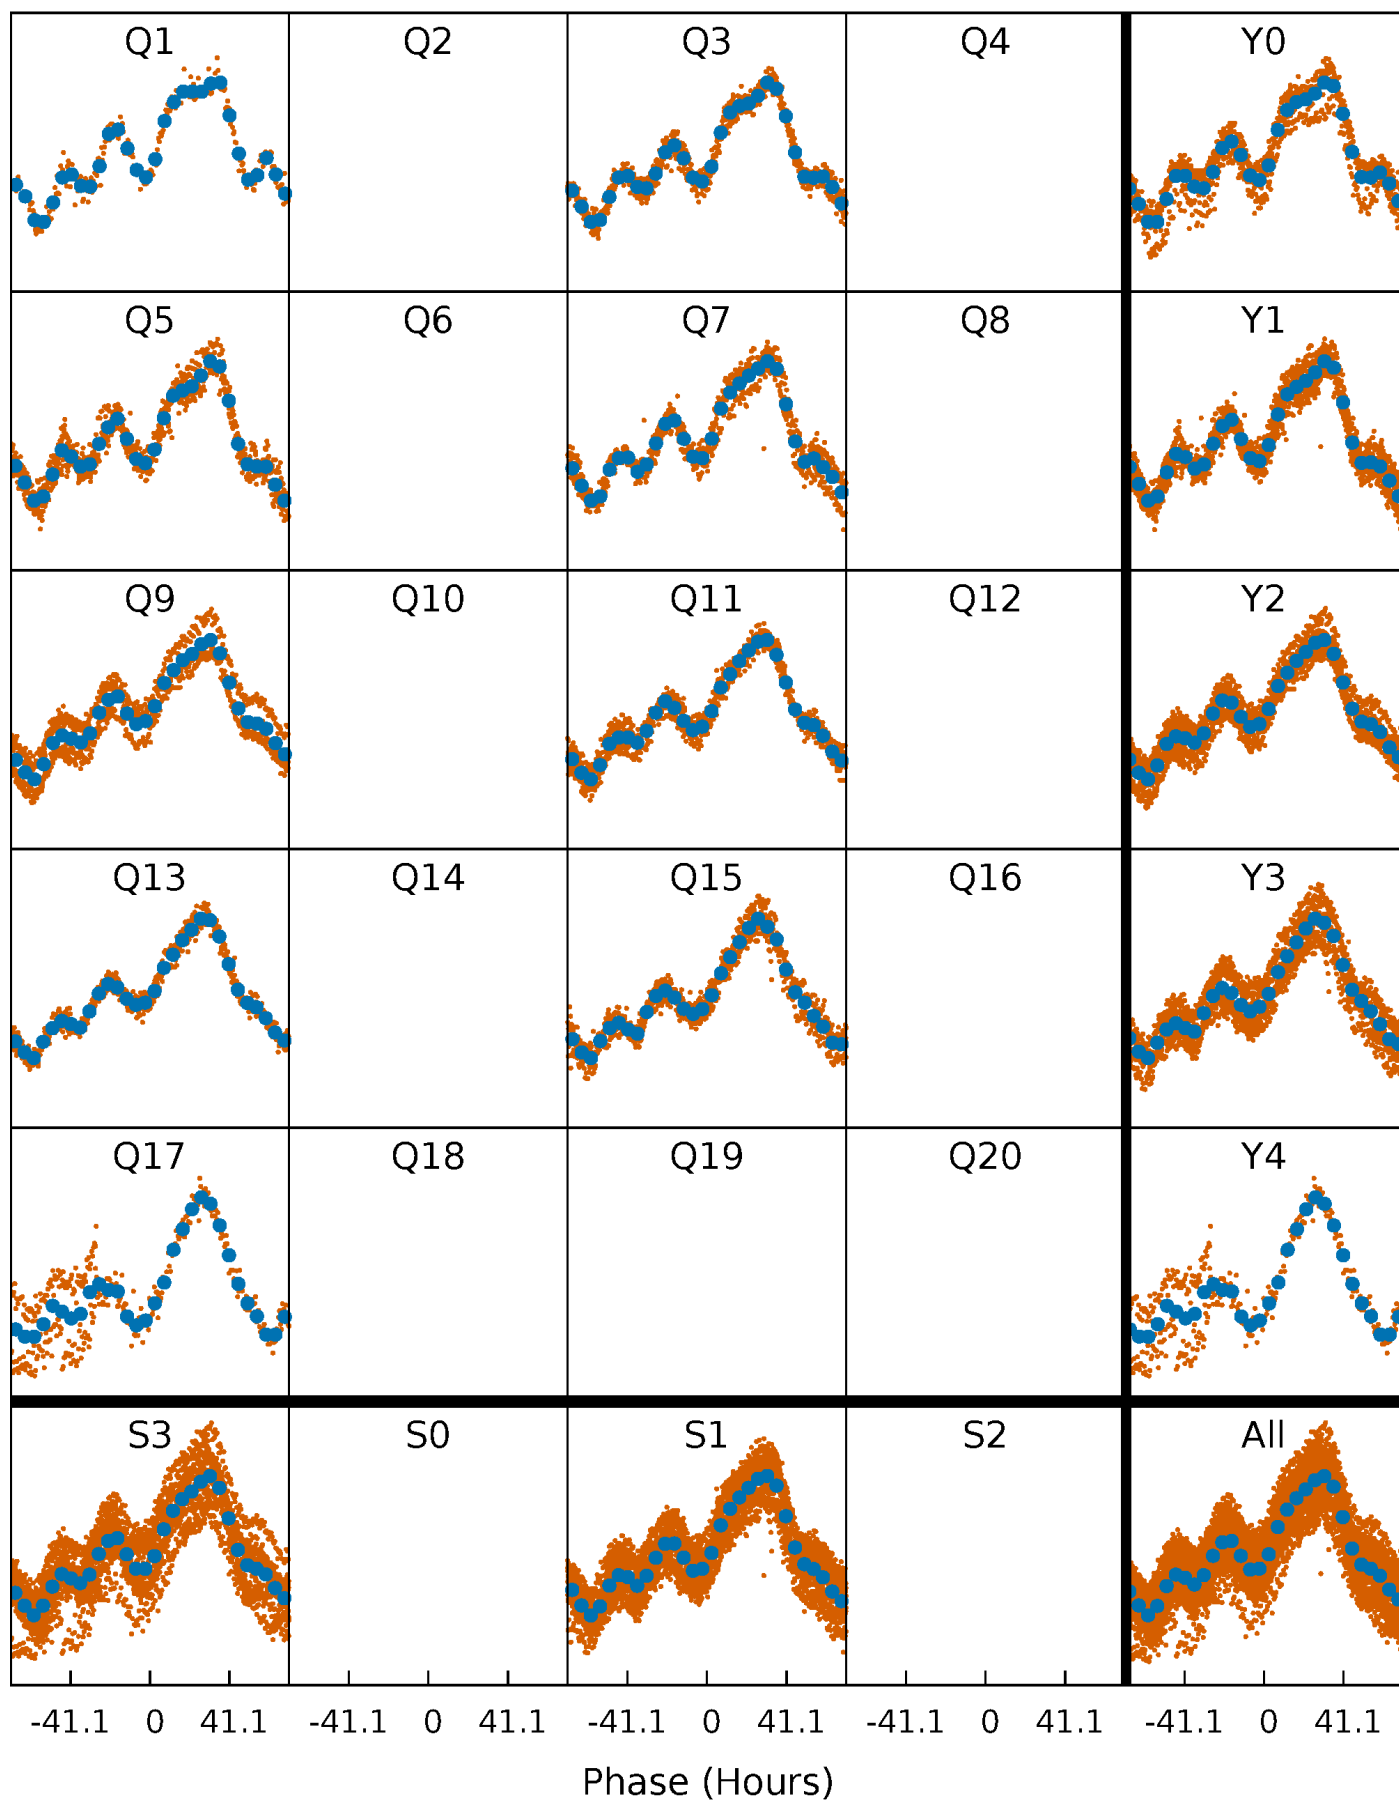 Q1 Q2 Q3 Q4 Y0
Q5 Q6 Q7 Q8 Y1
Q9 Q10 Q11 Q12 Y2
Q13 Q14 Q15 Q16 Y3
Q17 Q18 Q19 Q20 Y4
S3 S0 S1 S2 All
-41.1 0 41.1 -41.1 0 41.1 -41.1 0 41.1 -41.1 0 41.1 -41.1 0 41.1
Phase (Hours)